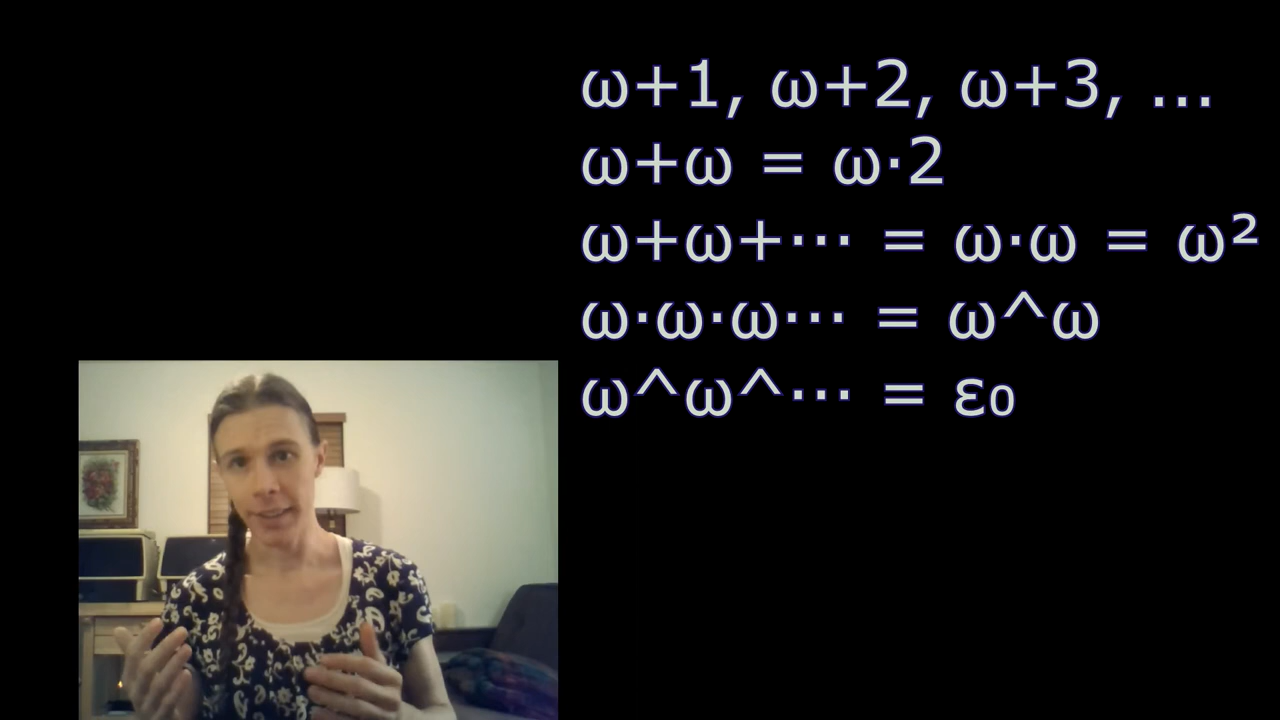 ω+1, ω+2, ω+3, ...
ω+ω = ω·2
ω+ω+··· = ω·ω = ω²
ω·ω·ω··· = ω^ω
ω^ω^··· = ε₀